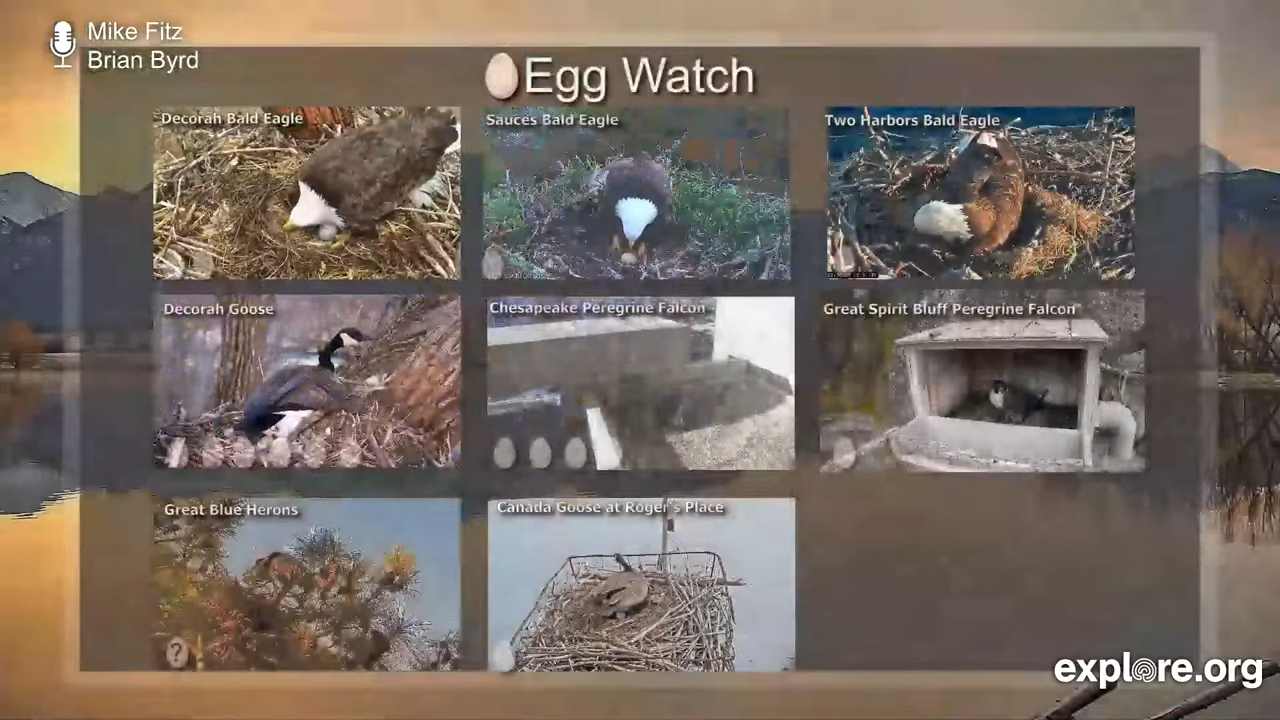 Mike Fitz
Brian Byrd
Egg Watch
Decorah Bald Eagle
Sauces Bald Eagle
Two Harbors Bald Eagle
Decorah Goose
Chesapeake Peregrine Falcon
Great Spirit Bluff Peregrine Falcon
Great Blue Herons
Canada Goose at Roger's Place
?
explore.org